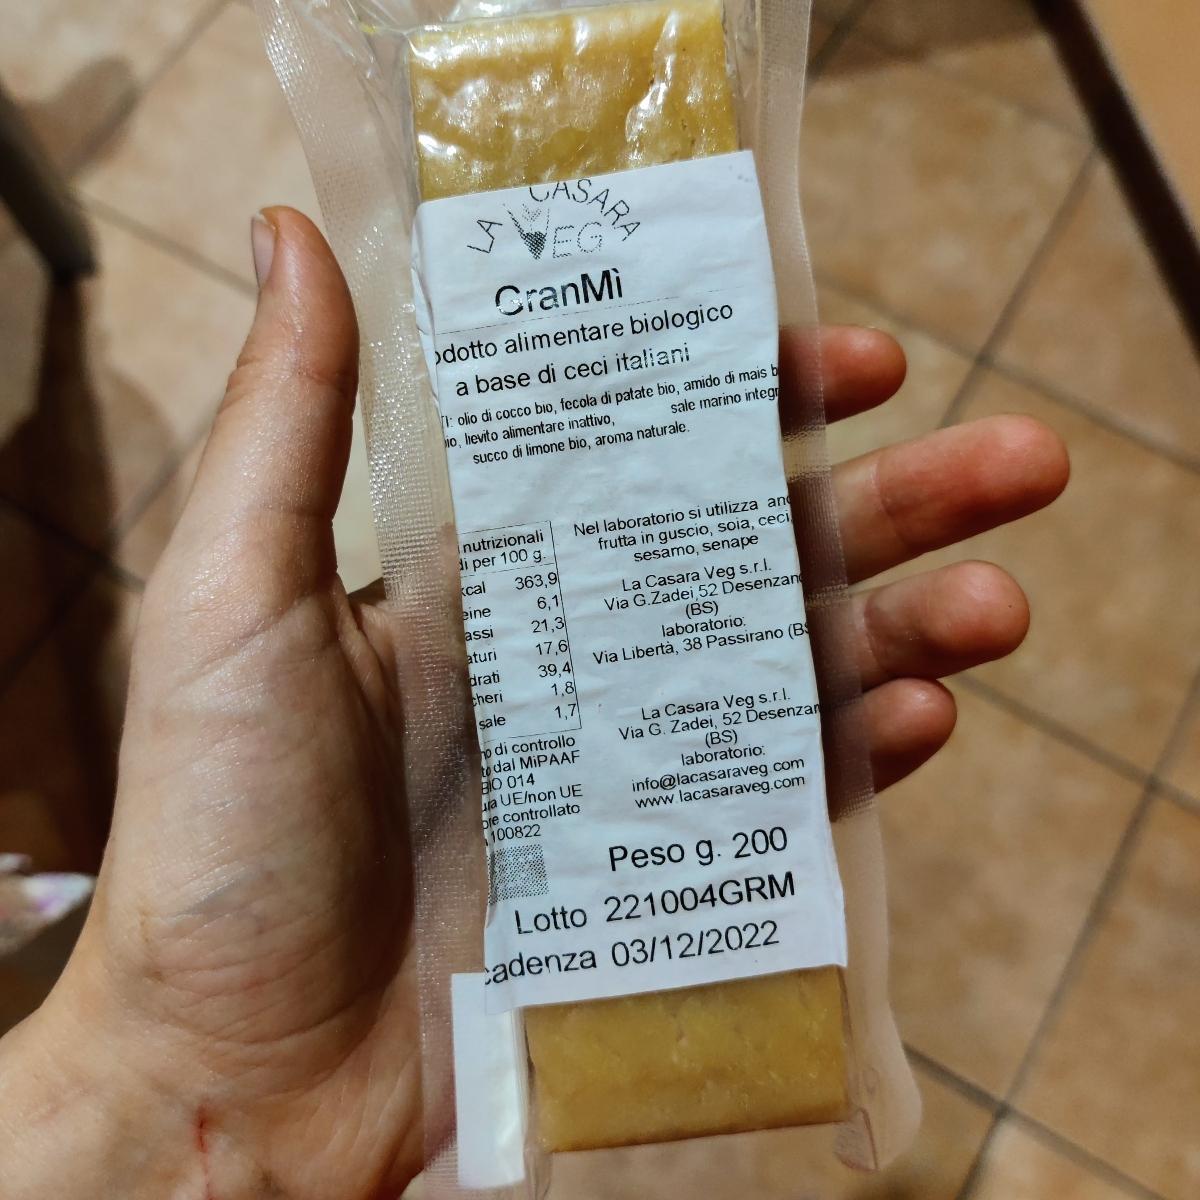 LA CASARA
VEG
GranMì
odotto alimentare biologico
a base di ceci italiani
TI: olio di cocco bio, fecola di patate bio, amido di mais b
io, lievito alimentare inattivo, sale marino integr
succo di limone bio, aroma naturale.
nutrizionali
di per 100 g.
kcal 363,9
eine 6,1
assi 21,3
aturi 17,6
drati 39,4
cheri 1,8
sale 1,7
Nel laboratorio si utilizza anc
frutta in guscio, soia, ceci,
sesamo, senape
La Casara Veg s.r.l.
Via G.Zadei,52 Desenzano
(BS)
laboratorio:
Via Libertà, 38 Passirano (BS
La Casara Veg s.r.l.
Via G. Zadei, 52 Desenzan
(BS)
laboratorio:
info@lacasaraveg.com
www.lacasaraveg.com
no di controllo
to dal MiPAAF
BIO 014
ura UE/non UE
ore controllato
100822
Peso g. 200
Lotto 221004GRM
cadenza 03/12/2022